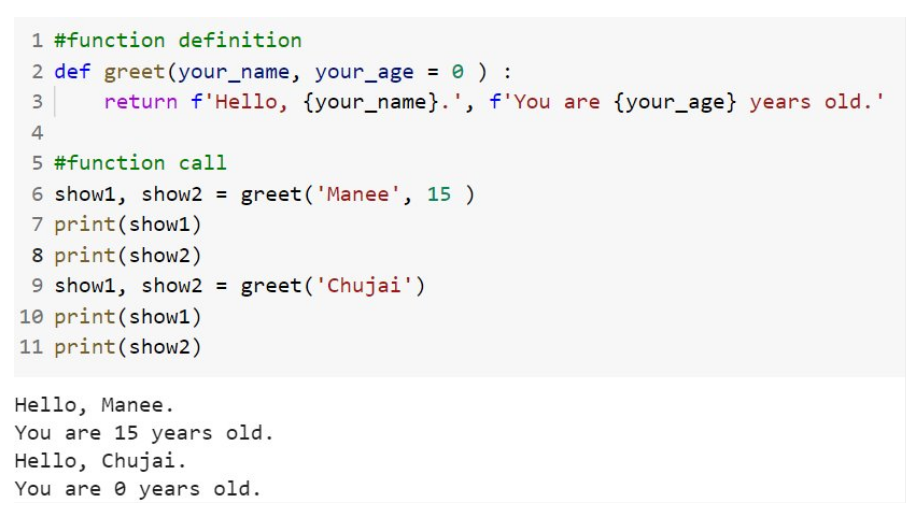 1 #function definition
2 def greet(your_name, your_age = 0 ) :
3     return f'Hello, {your_name}.', f'You are {your_age} years old.'
4
5 #function call
6 show1, show2 = greet('Manee', 15 )
7 print(show1)
8 print(show2)
9 show1, show2 = greet('Chujai')
10 print(show1)
11 print(show2)
Hello, Manee.
You are 15 years old.
Hello, Chujai.
You are 0 years old.